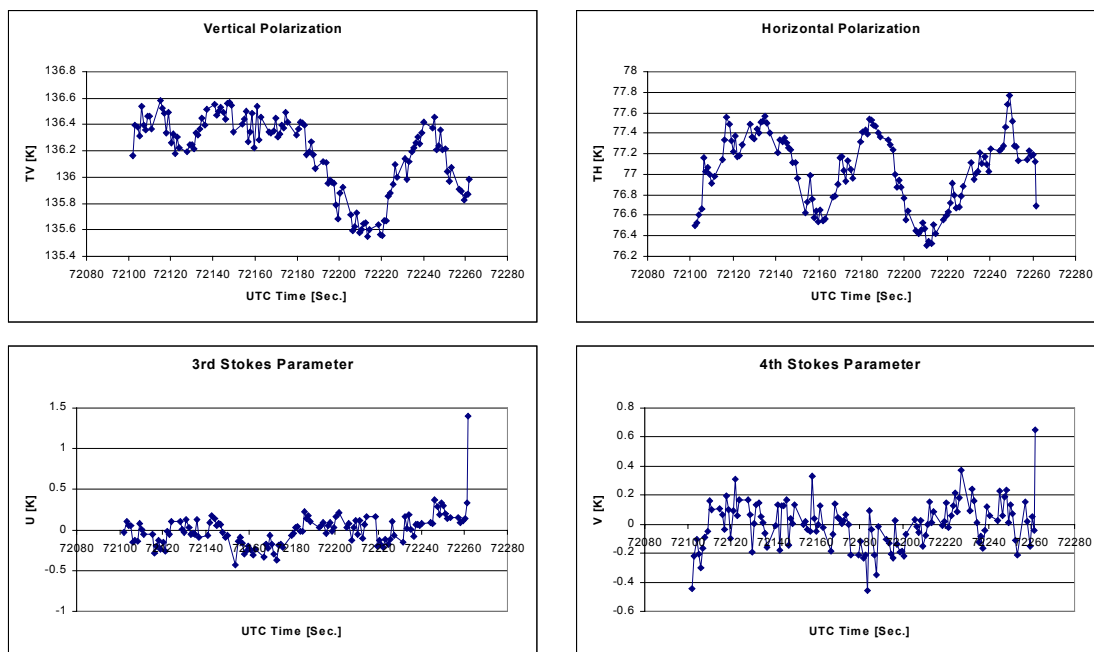 Vertical Polarization
TV [K]
136.8
136.6
136.4
136.2
136
135.8
135.6
135.4
72080 72100 72120 72140 72160 72180 72200 72220 72240 72260 72280
UTC Time [Sec.]
Horizontal Polarization
TH [K]
78
77.8
77.6
77.4
77.2
77
76.8
76.6
76.4
76.2
72080 72100 72120 72140 72160 72180 72200 72220 72240 72260 72280
UTC Time [Sec.]
3rd Stokes Parameter
U [K]
1.5
1
0.5
0
-0.5
-1
72080 72100 72120 72140 72160 72180 72200 72220 72240 72260 72280
UTC Time [Sec.]
4th Stokes Parameter
V [K]
0.8
0.6
0.4
0.2
0
-0.2
-0.4
-0.6
72080 72100 72120 72140 72160 72180 72200 72220 72240 72260 72280
UTC Time [Sec.]